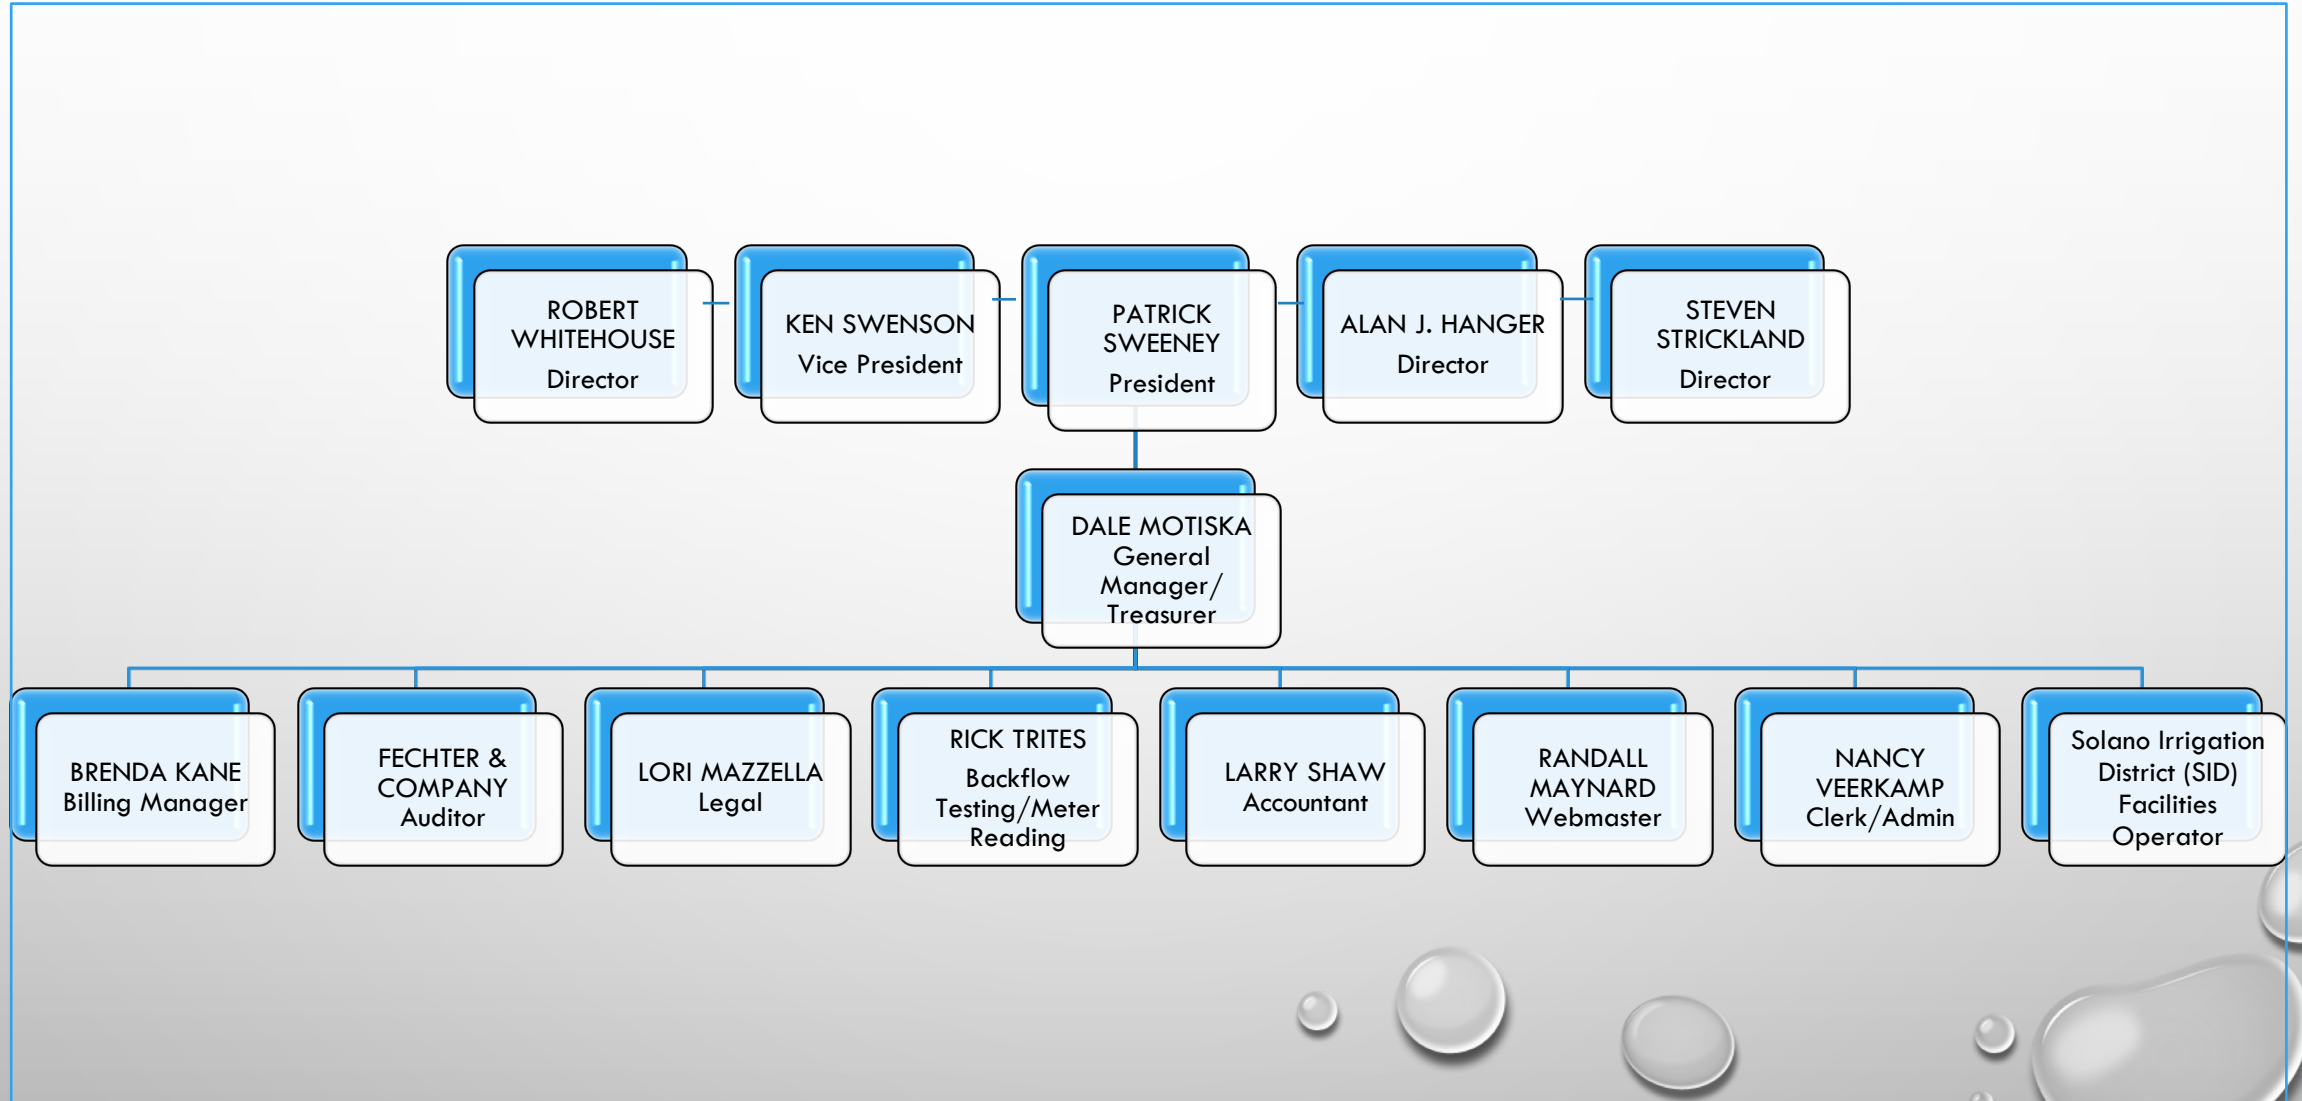 ROBERT
WHITEHOUSE
Director
KEN SWENSON
Vice President
PATRICK
SWEENEY
President
ALAN J. HANGER
Director
STEVEN
STRICKLAND
Director
DALE MOTISKA
General
Manager/
Treasurer
BRENDA KANE
Billing Manager
FECHTER &
COMPANY
Auditor
LORI MAZZELLA
Legal
RICK TRITES
Backflow
Testing/Meter
Reading
LARRY SHAW
Accountant
RANDALL
MAYNARD
Webmaster
NANCY
VEERKAMP
Clerk/Admin
Solano Irrigation
District (SID)
Facilities
Operator